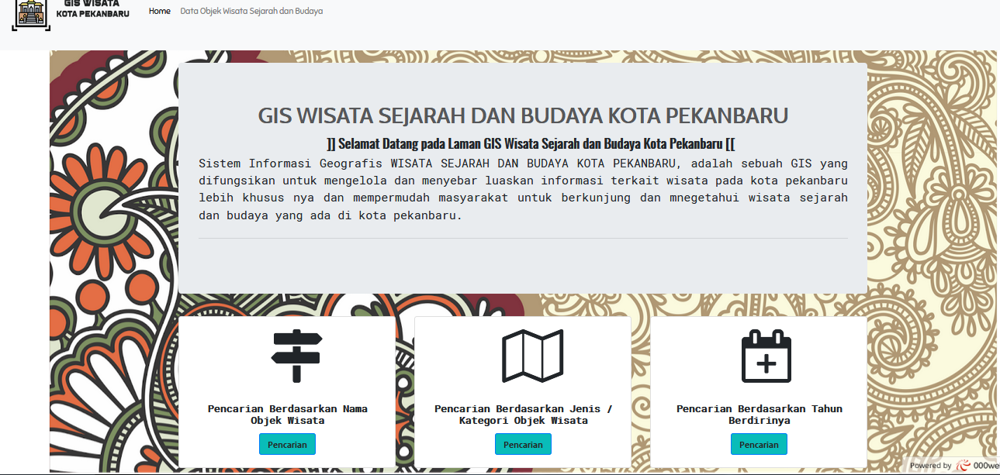 GIS WISATA
KOTA PEKANBARU
Home Data Objek Wisata Sejarah dan Budaya
GIS WISATA SEJARAH DAN BUDAYA KOTA PEKANBARU
]] Selamat Datang pada Laman GIS Wisata Sejarah dan Budaya Kota Pekanbaru [[
Sistem Informasi Geografis WISATA SEJARAH DAN BUDAYA KOTA PEKANBARU, adalah sebuah GIS yang
difungsikan untuk mengelola dan menyebar luaskan informasi terkait wisata pada kota pekanbaru
lebih khusus nya dan mempermudah masyarakat untuk berkunjung dan mnegetahui wisata sejarah
dan budaya yang ada di kota pekanbaru.
Pencarian Berdasarkan Nama
Objek Wisata
Pencarian
Pencarian Berdasarkan Jenis /
Kategori Objek Wisata
Pencarian
Pencarian Berdasarkan Tahun
Berdirinya
Pencarian
Powered by 000we